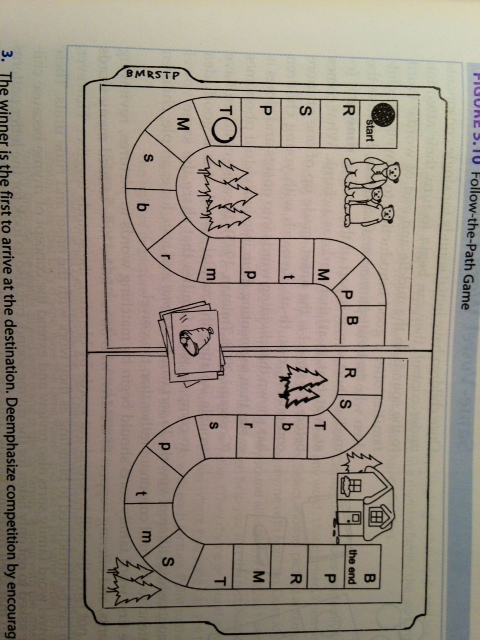 FIGURE 5.10 Follow-the-Path Game
BMRSTP
start
R
S
P
T
M
s
b
r
m
p
t
M
P
B
R
S
T
b
r
s
p
t
m
S
T
M
R
P
B
the end
3. The winner is the first to arrive at the destination. Deemphasize competition by encourag